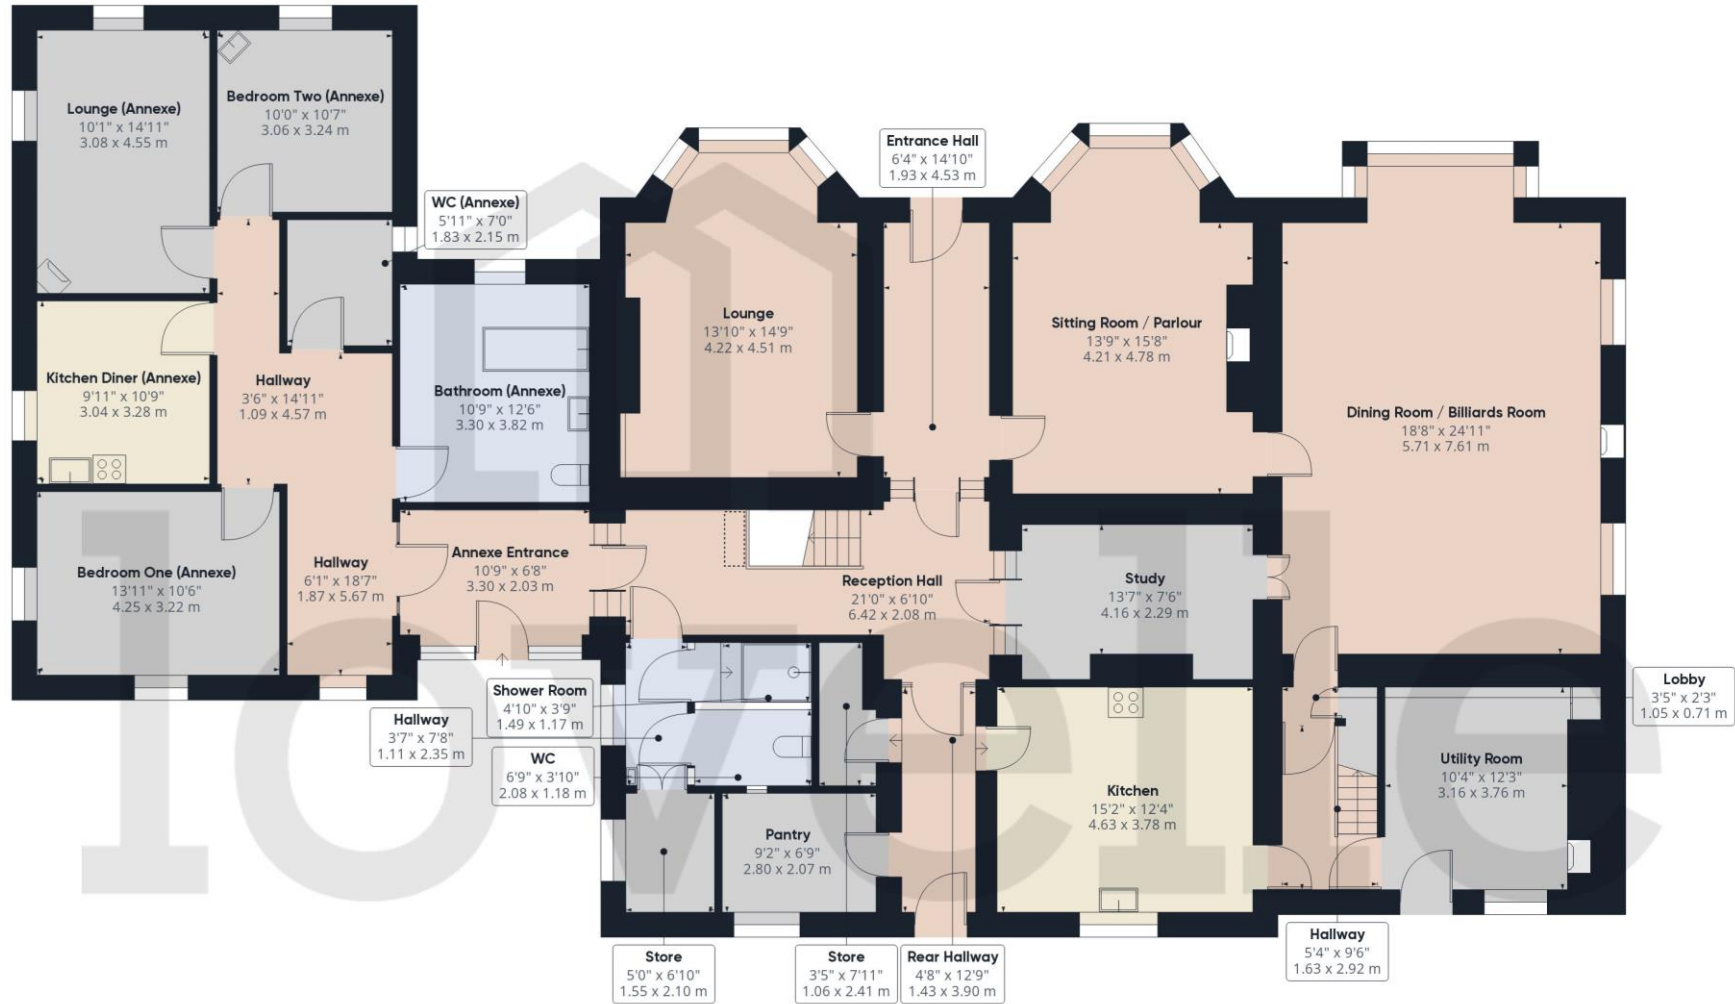 Lounge (Annexe)
10'1" x 14'11"
3.08 x 4.55 m
Bedroom Two (Annexe)
10'0" x 10'7"
3.06 x 3.24 m
WC (Annexe)
5'11" x 7'0"
1.83 x 2.15 m
Entrance Hall
6'4" x 14'10"
1.93 x 4.53 m
Lounge
13'10" x 14'9"
4.22 x 4.51 m
Sitting Room / Parlour
13'9" x 15'8"
4.21 x 4.78 m
Dining Room / Billiards Room
18'8" x 24'11"
5.71 x 7.61 m
Kitchen Diner (Annexe)
9'11" x 10'9"
3.04 x 3.28 m
Hallway
3'6" x 14'11"
1.09 x 4.57 m
Bathroom (Annexe)
10'9" x 12'6"
3.30 x 3.82 m
Bedroom One (Annexe)
13'11" x 10'6"
4.25 x 3.22 m
Hallway
6'1" x 18'7"
1.87 x 5.67 m
Annexe Entrance
10'9" x 6'8"
3.30 x 2.03 m
Reception Hall
21'0" x 6'10"
6.42 x 2.08 m
Study
13'7" x 7'6"
4.16 x 2.29 m
Shower Room
4'10" x 3'9"
1.49 x 1.17 m
Hallway
3'7" x 7'8"
1.11 x 2.35 m
WC
6'9" x 3'10"
2.08 x 1.18 m
Lobby
3'5" x 2'3"
1.05 x 0.71 m
Utility Room
10'4" x 12'3"
3.16 x 3.76 m
Kitchen
15'2" x 12'4"
4.63 x 3.78 m
Pantry
9'2" x 6'9"
2.80 x 2.07 m
Store
5'0" x 6'10"
1.55 x 2.10 m
Store
3'5" x 7'11"
1.06 x 2.41 m
Rear Hallway
4'8" x 12'9"
1.43 x 3.90 m
Hallway
5'4" x 9'6"
1.63 x 2.92 m
lovelle